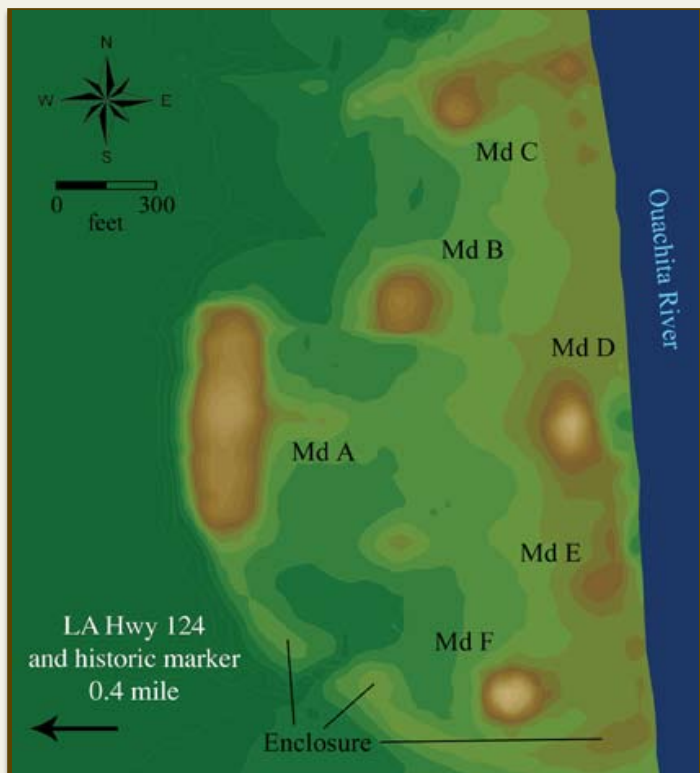 N
W E
S
0 300
feet
Md C
Md B
Ouachita River
Md D
Md A
Md E
LA Hwy 124
and historic marker
0.4 mile
Md F
Enclosure